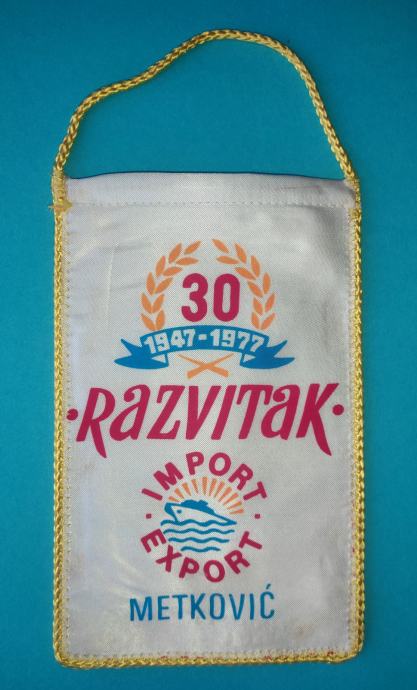 30
1947-1977
·RAZVITAK·
·IMPORT·
EXPORT
METKOVIĆ